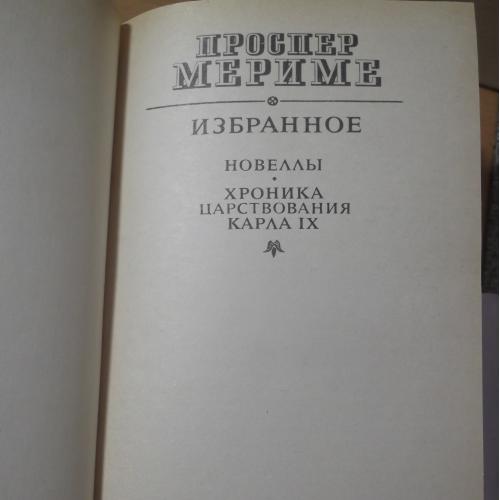 ПРОСПЕР
МЕРИМЕ
ИЗБРАННОЕ
НОВЕЛЛЫ
•
ХРОНИКА
ЦАРСТВОВАНИЯ
КАРЛА IX